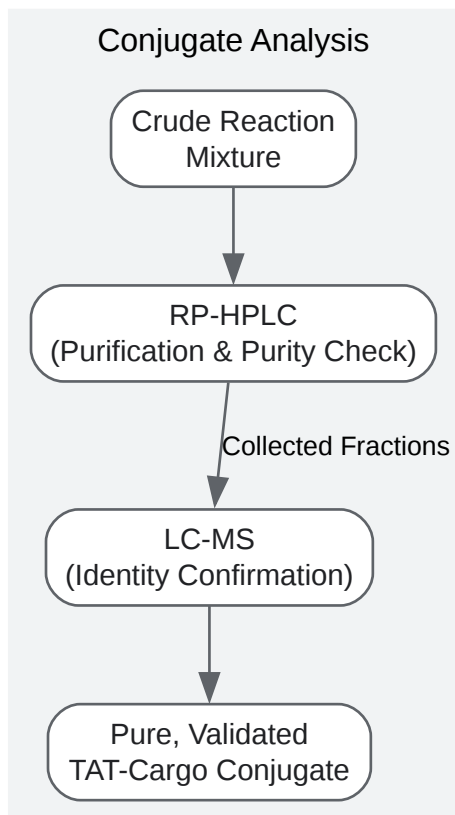 Conjugate Analysis
Crude Reaction
Mixture
RP-HPLC
(Purification & Purity Check)
Collected Fractions
LC-MS
(Identity Confirmation)
Pure, Validated
TAT-Cargo Conjugate